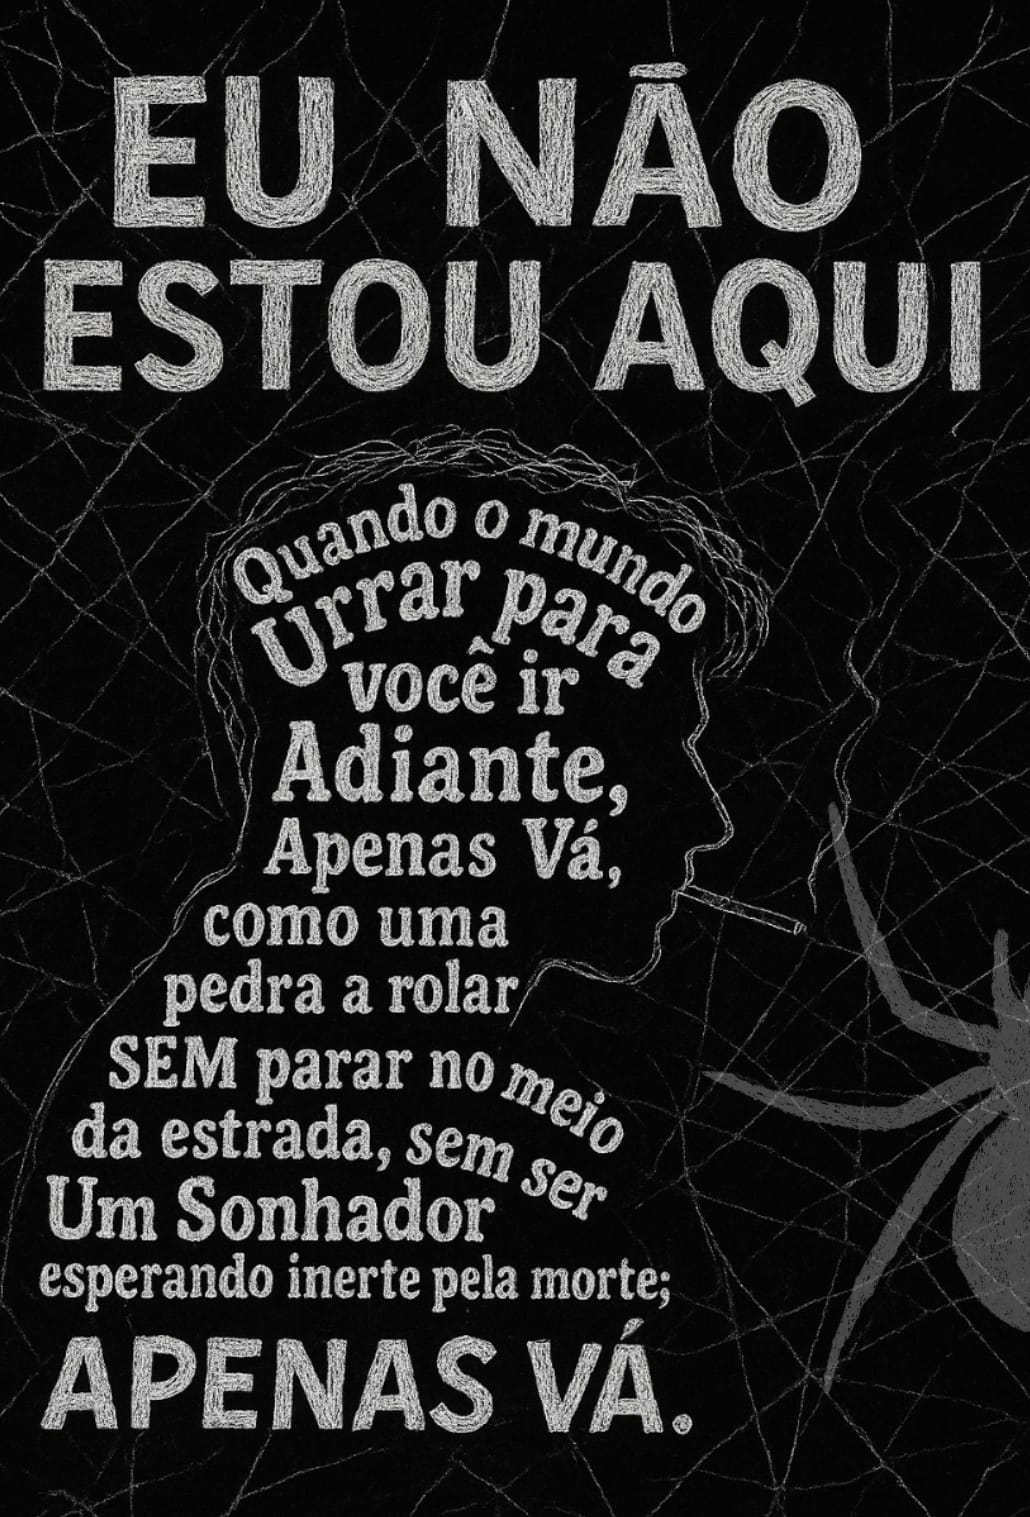 EU NÃO
ESTOU AQUI
Quando o mundo
Urrar para
você ir
Adiante,
Apenas Vá,
como uma
pedra a rolar
SEM parar no meio
da estrada, sem ser
Um Sonhador
esperando inerte pela morte;
APENAS VÁ.